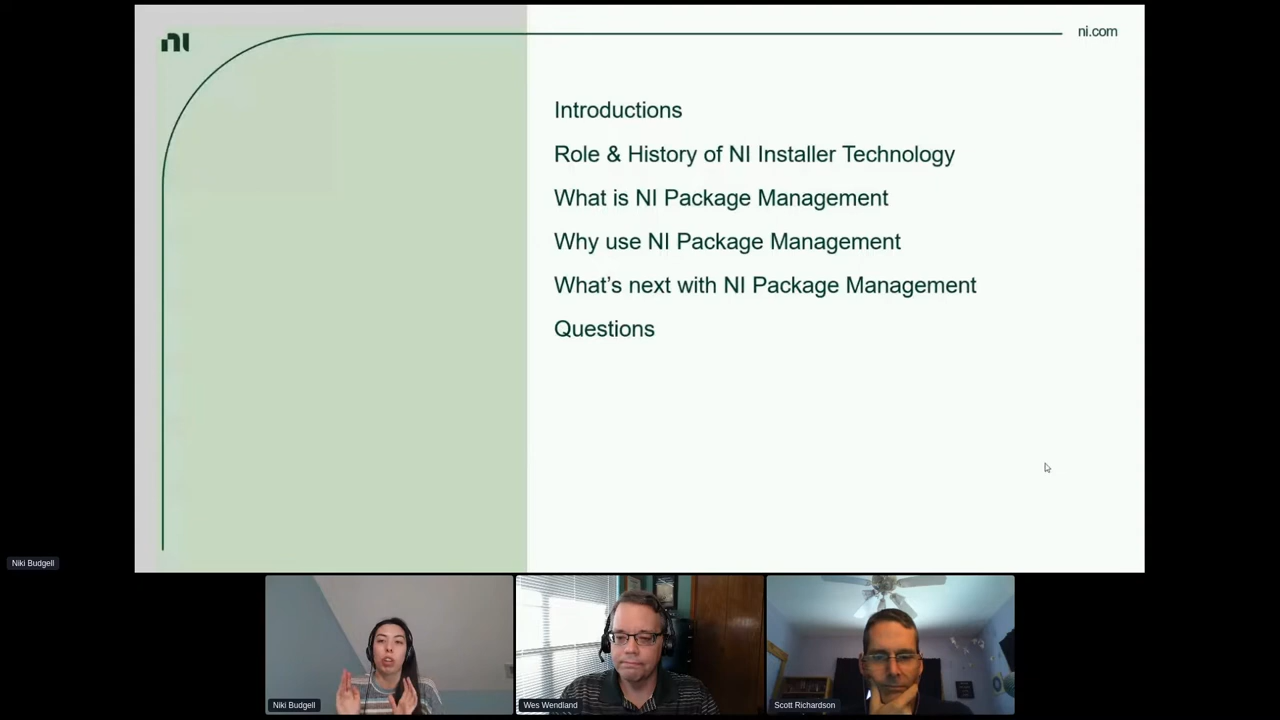 ni
ni.com
Introductions
Role & History of NI Installer Technology
What is NI Package Management
Why use NI Package Management
What’s next with NI Package Management
Questions
Niki Budgell
Niki Budgell
Wes Wendland
Scott Richardson